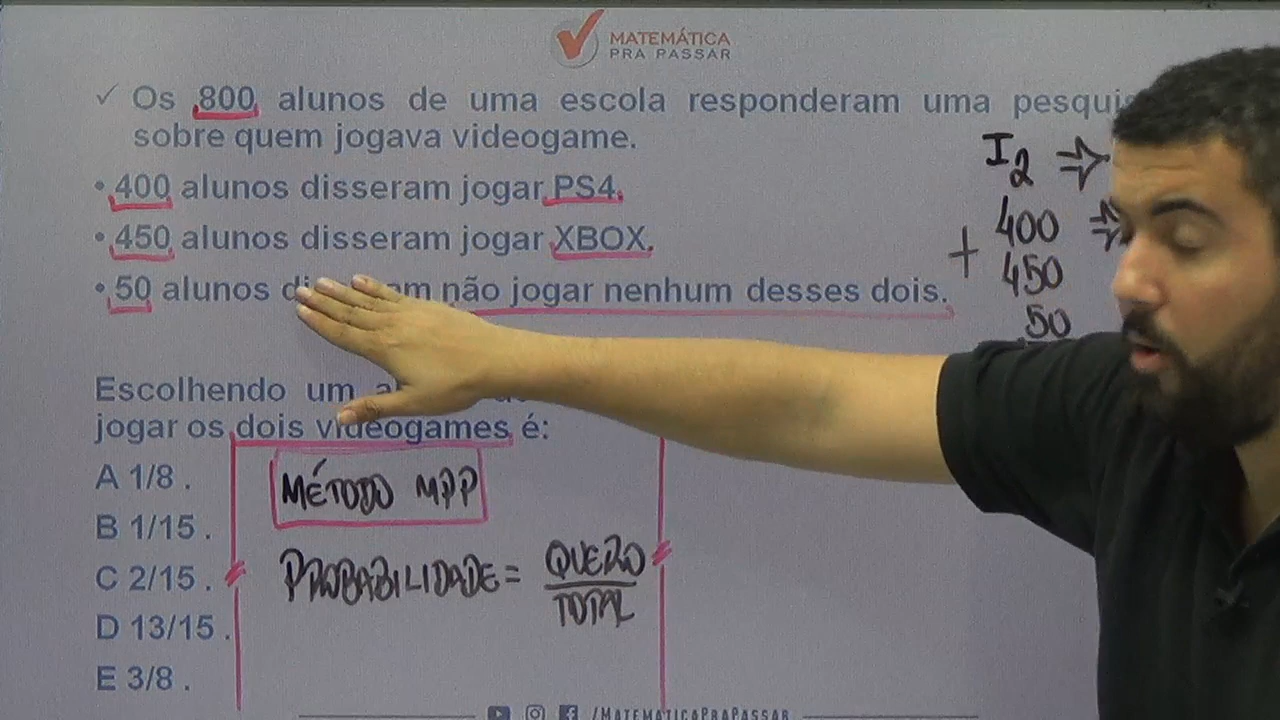 MATEMÁTICA
PRA PASSAR
✓ Os 800 alunos de uma escola responderam uma
sobre quem jogava videogame.
• 400 alunos disseram jogar PS4.
• 450 alunos disseram jogar XBOX.
• 50 alunos não jogar nenhum desses dois.
I2 ⇒
400 ⇒
+ 450
50
Escolhendo um
jogar os dois videogames é:
A 1/8 .
B 1/15 .
C 2/15 .
D 13/15 .
E 3/8 .
MÉTODO MPP
PROBABILIDADE = QUERO
TOTAL
/MATEMATICAPRAPASSAR